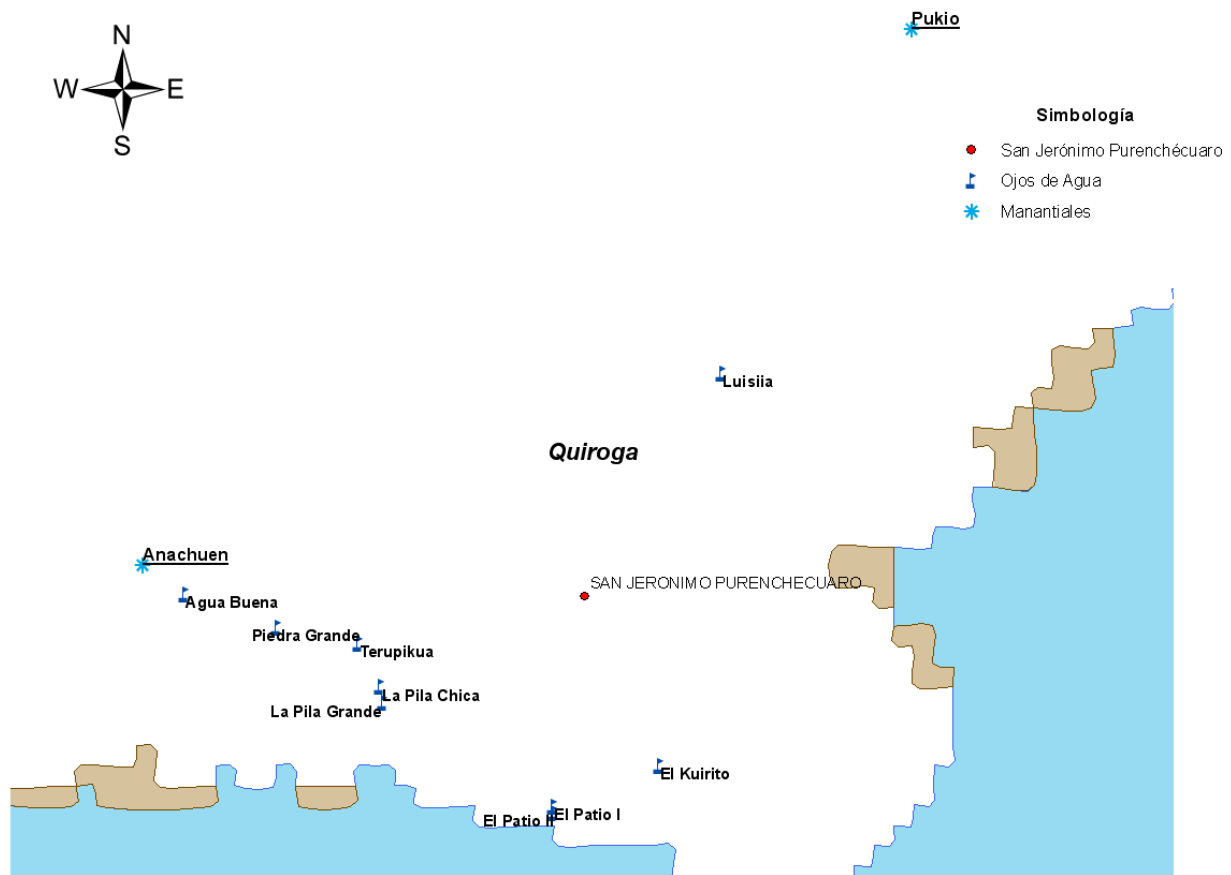 Pukio
N
W E
S
Simbología
San Jerónimo Purenchécuaro
Ojos de Agua
Manantiales
Luisiia
Quiroga
Anachuen
SAN JERONIMO PURENCHECUARO
Agua Buena
Piedra Grande
Terupikua
La Pila Chica
La Pila Grande
El Kuirito
El Patio I
El Patio II